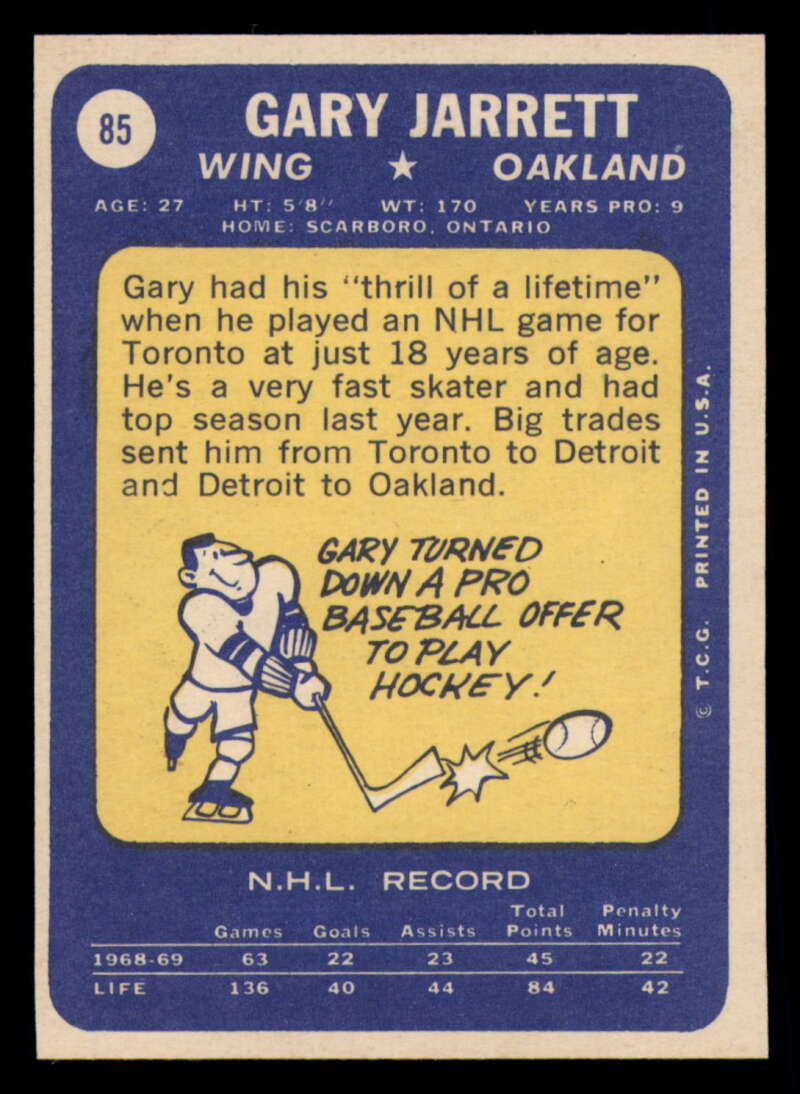 85
GARY JARRETT
WING ★ OAKLAND
AGE: 27 HT: 5'8" WT: 170 YEARS PRO: 9
HOME: SCARBORO, ONTARIO
Gary had his "thrill of a lifetime"
when he played an NHL game for
Toronto at just 18 years of age.
He's a very fast skater and had
top season last year. Big trades
sent him from Toronto to Detroit
and Detroit to Oakland.
GARY TURNED
DOWN A PRO
BASEBALL OFFER
TO PLAY
HOCKEY!
© T.C.G. PRINTED IN U.S.A.
N.H.L. RECORD
Games Goals Assists Total Points Penalty Minutes
1968-69 63 22 23 45 22
LIFE 136 40 44 84 42